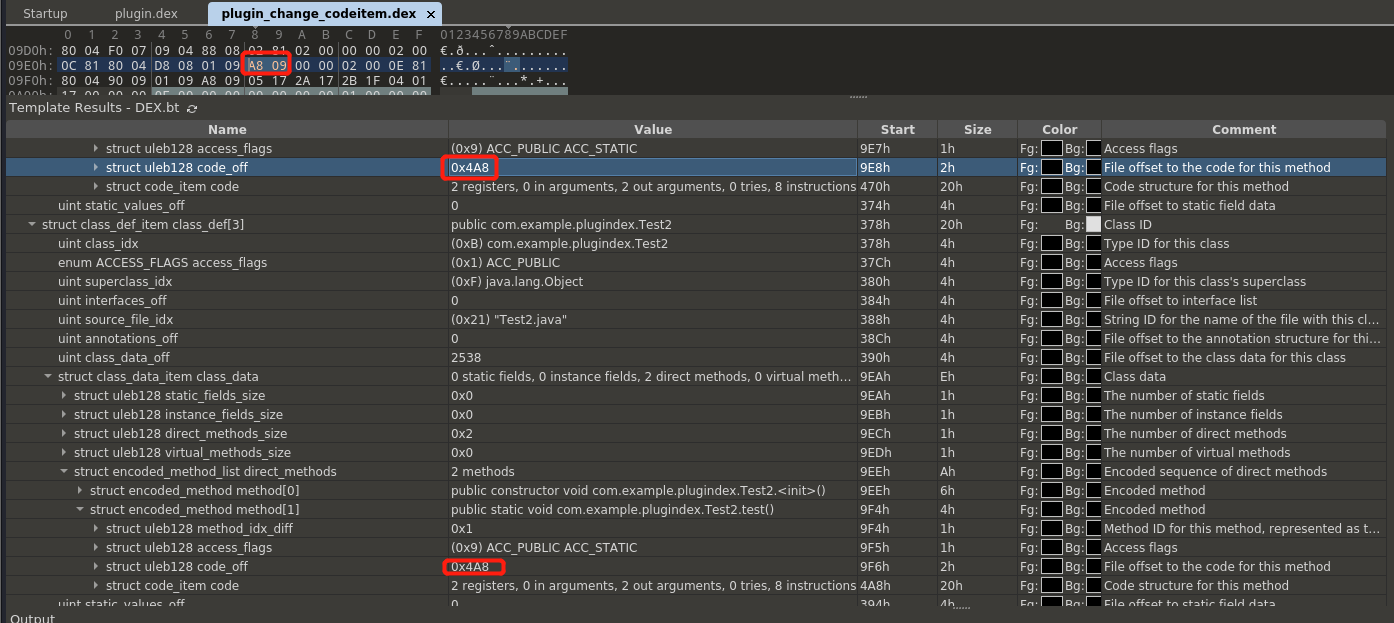 Startup plugin.dex plugin_change_codeitem.dex ×
0 1 2 3 4 5 6 7 8 9 A B C D E F 0123456789ABCDEF
09D0h: 80 04 F0 07 09 04 88 08 02 81 02 00 00 00 02 00 €.ð...ˆ.........
09E0h: 0C 81 80 04 D8 08 01 09 A8 09 00 00 02 00 0E 81 ..€.Ø...¨.......
09F0h: 80 04 90 09 01 09 A8 09 05 17 2A 17 2B 1F 04 01 €.....¨...*.+...
Template Results - DEX.bt
Name Value Start Size Color Comment
struct uleb128 access_flags (0x9) ACC_PUBLIC ACC_STATIC 9E7h 1h Fg: Bg: Access flags
struct uleb128 code_off 0x4A8 9E8h 2h Fg: Bg: File offset to the code for this method
struct code_item code 2 registers, 0 in arguments, 2 out arguments, 0 tries, 8 instructions 470h 20h Fg: Bg: Code structure for this method
uint static_values_off 0 374h 4h Fg: Bg: File offset to static field data
struct class_def_item class_def[3] public com.example.plugindex.Test2 378h 20h Fg: Bg: Class ID
uint class_idx (0xB) com.example.plugindex.Test2 378h 4h Fg: Bg: Type ID for this class
enum ACCESS_FLAGS access_flags (0x1) ACC_PUBLIC 37Ch 4h Fg: Bg: Access flags
uint superclass_idx (0xF) java.lang.Object 380h 4h Fg: Bg: Type ID for this class's superclass
uint interfaces_off 0 384h 4h Fg: Bg: File offset to interface list
uint source_file_idx (0x21) "Test2.java" 388h 4h Fg: Bg: String ID for the name of the file with this cl...
uint annotations_off 0 38Ch 4h Fg: Bg: File offset to the annotation structure for thi...
uint class_data_off 2538 390h 4h Fg: Bg: File offset to the class data for this class
struct class_data_item class_data 0 static fields, 0 instance fields, 2 direct methods, 0 virtual meth... 9EAh Eh Fg: Bg: Class data
struct uleb128 static_fields_size 0x0 9EAh 1h Fg: Bg: The number of static fields
struct uleb128 instance_fields_size 0x0 9EBh 1h Fg: Bg: The number of instance fields
struct uleb128 direct_methods_size 0x2 9ECh 1h Fg: Bg: The number of direct methods
struct uleb128 virtual_methods_size 0x0 9EDh 1h Fg: Bg: The number of virtual methods
struct encoded_method_list direct_methods 2 methods 9EEh Ah Fg: Bg: Encoded sequence of direct methods
struct encoded_method method[0] public constructor void com.example.plugindex.Test2.<init>() 9EEh 6h Fg: Bg: Encoded method
struct encoded_method method[1] public static void com.example.plugindex.Test2.test() 9F4h 4h Fg: Bg: Encoded method
struct uleb128 method_idx_diff 0x1 9F4h 1h Fg: Bg: Method ID for this method, represented as t...
struct uleb128 access_flags (0x9) ACC_PUBLIC ACC_STATIC 9F5h 1h Fg: Bg: Access flags
struct uleb128 code_off 0x4A8 9F6h 2h Fg: Bg: File offset to the code for this method
struct code_item code 2 registers, 0 in arguments, 2 out arguments, 0 tries, 8 instructions 4A8h 20h Fg: Bg: Code structure for this method
uint static_values_off 0 394h 4h Fg: Bg: File offset to static field data
Output